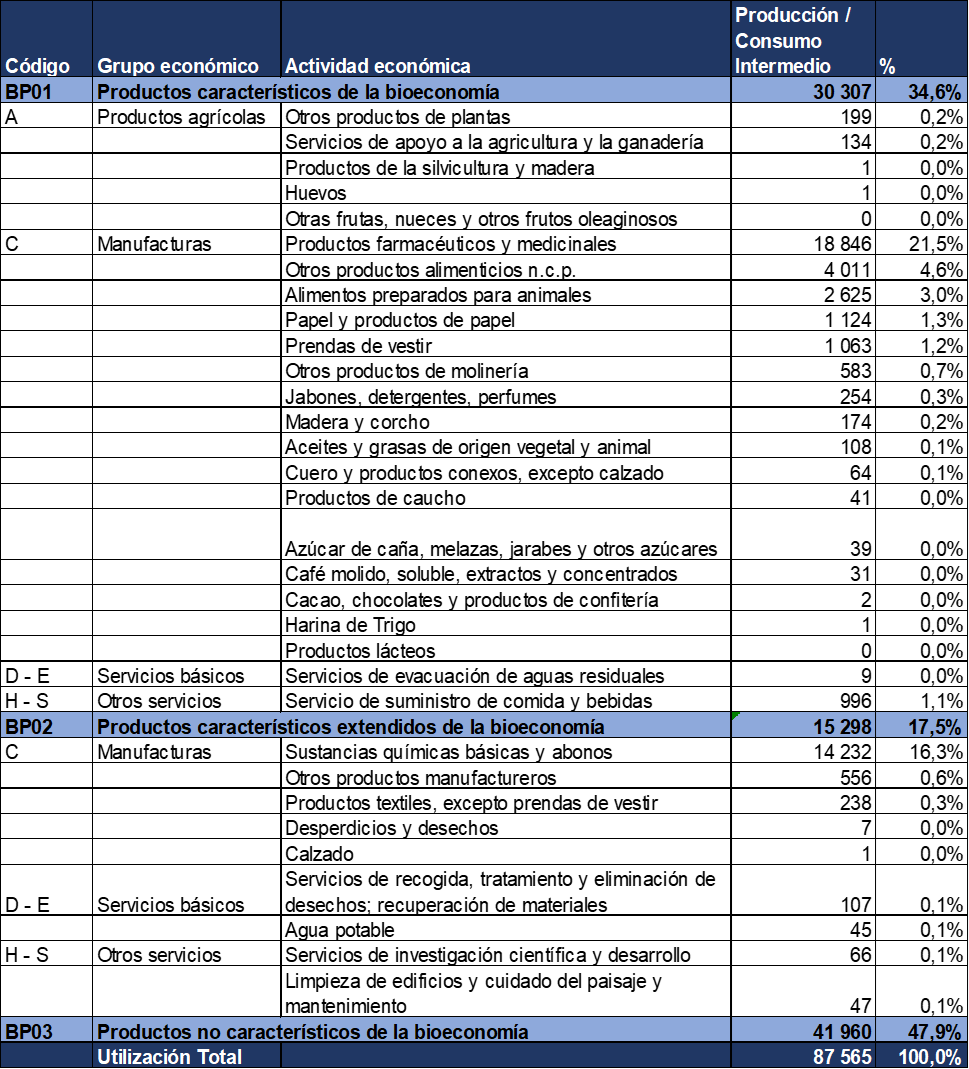 Código Grupo económico Actividad económica Producción / Consumo Intermedio %
BP01 Productos característicos de la bioeconomía 30 307 34,6%
A Productos agrícolas Otros productos de plantas 199 0,2%
Servicios de apoyo a la agricultura y la ganadería 134 0,2%
Productos de la silvicultura y madera 1 0,0%
Huevos 1 0,0%
Otras frutas, nueces y otros frutos oleaginosos 0 0,0%
C Manufacturas Productos farmacéuticos y medicinales 18 846 21,5%
Otros productos alimenticios n.c.p. 4 011 4,6%
Alimentos preparados para animales 2 625 3,0%
Papel y productos de papel 1 124 1,3%
Prendas de vestir 1 063 1,2%
Otros productos de molinería 583 0,7%
Jabones, detergentes, perfumes 254 0,3%
Madera y corcho 174 0,2%
Aceites y grasas de origen vegetal y animal 108 0,1%
Cuero y productos conexos, excepto calzado 64 0,1%
Productos de caucho 41 0,0%
Azúcar de caña, melazas, jarabes y otros azúcares 39 0,0%
Café molido, soluble, extractos y concentrados 31 0,0%
Cacao, chocolates y productos de confitería 2 0,0%
Harina de Trigo 1 0,0%
Productos lácteos 0 0,0%
D - E Servicios básicos Servicios de evacuación de aguas residuales 9 0,0%
H - S Otros servicios Servicio de suministro de comida y bebidas 996 1,1%
BP02 Productos característicos extendidos de la bioeconomía 15 298 17,5%
C Manufacturas Sustancias químicas básicas y abonos 14 232 16,3%
Otros productos manufactureros 556 0,6%
Productos textiles, excepto prendas de vestir 238 0,3%
Desperdicios y desechos 7 0,0%
Calzado 1 0,0%
Servicios de recogida, tratamiento y eliminación de
D - E Servicios básicos desechos; recuperación de materiales 107 0,1%
Agua potable 45 0,1%
H - S Otros servicios Servicios de investigación científica y desarrollo 66 0,1%
Limpieza de edificios y cuidado del paisaje y
mantenimiento 47 0,1%
BP03 Productos no característicos de la bioeconomía 41 960 47,9%
Utilización Total 87 565 100,0%